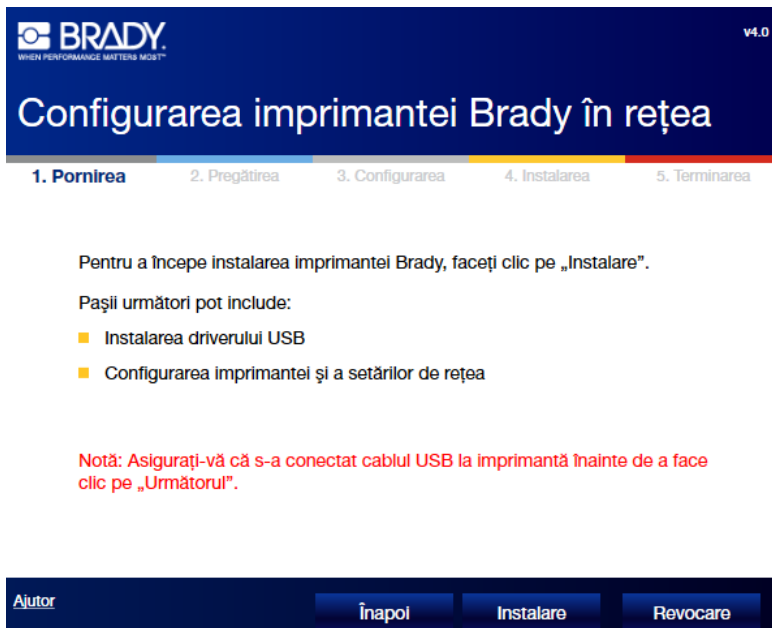 BRADY.
WHEN PERFORMANCE MATTERS MOST™
v4.0
Configurarea imprimantei Brady în rețea
1. Pornirea 2. Pregătirea 3. Configurarea 4. Instalarea 5. Terminarea
Pentru a începe instalarea imprimantei Brady, faceți clic pe „Instalare”.
Paşii următori pot include:
Instalarea driverului USB
Configurarea imprimantei şi a setărilor de rețea
Notă: Asigurați-vă că s-a conectat cablul USB la imprimantă înainte de a face
clic pe „Următorul”.
Ajutor
Înapoi Instalare Revocare